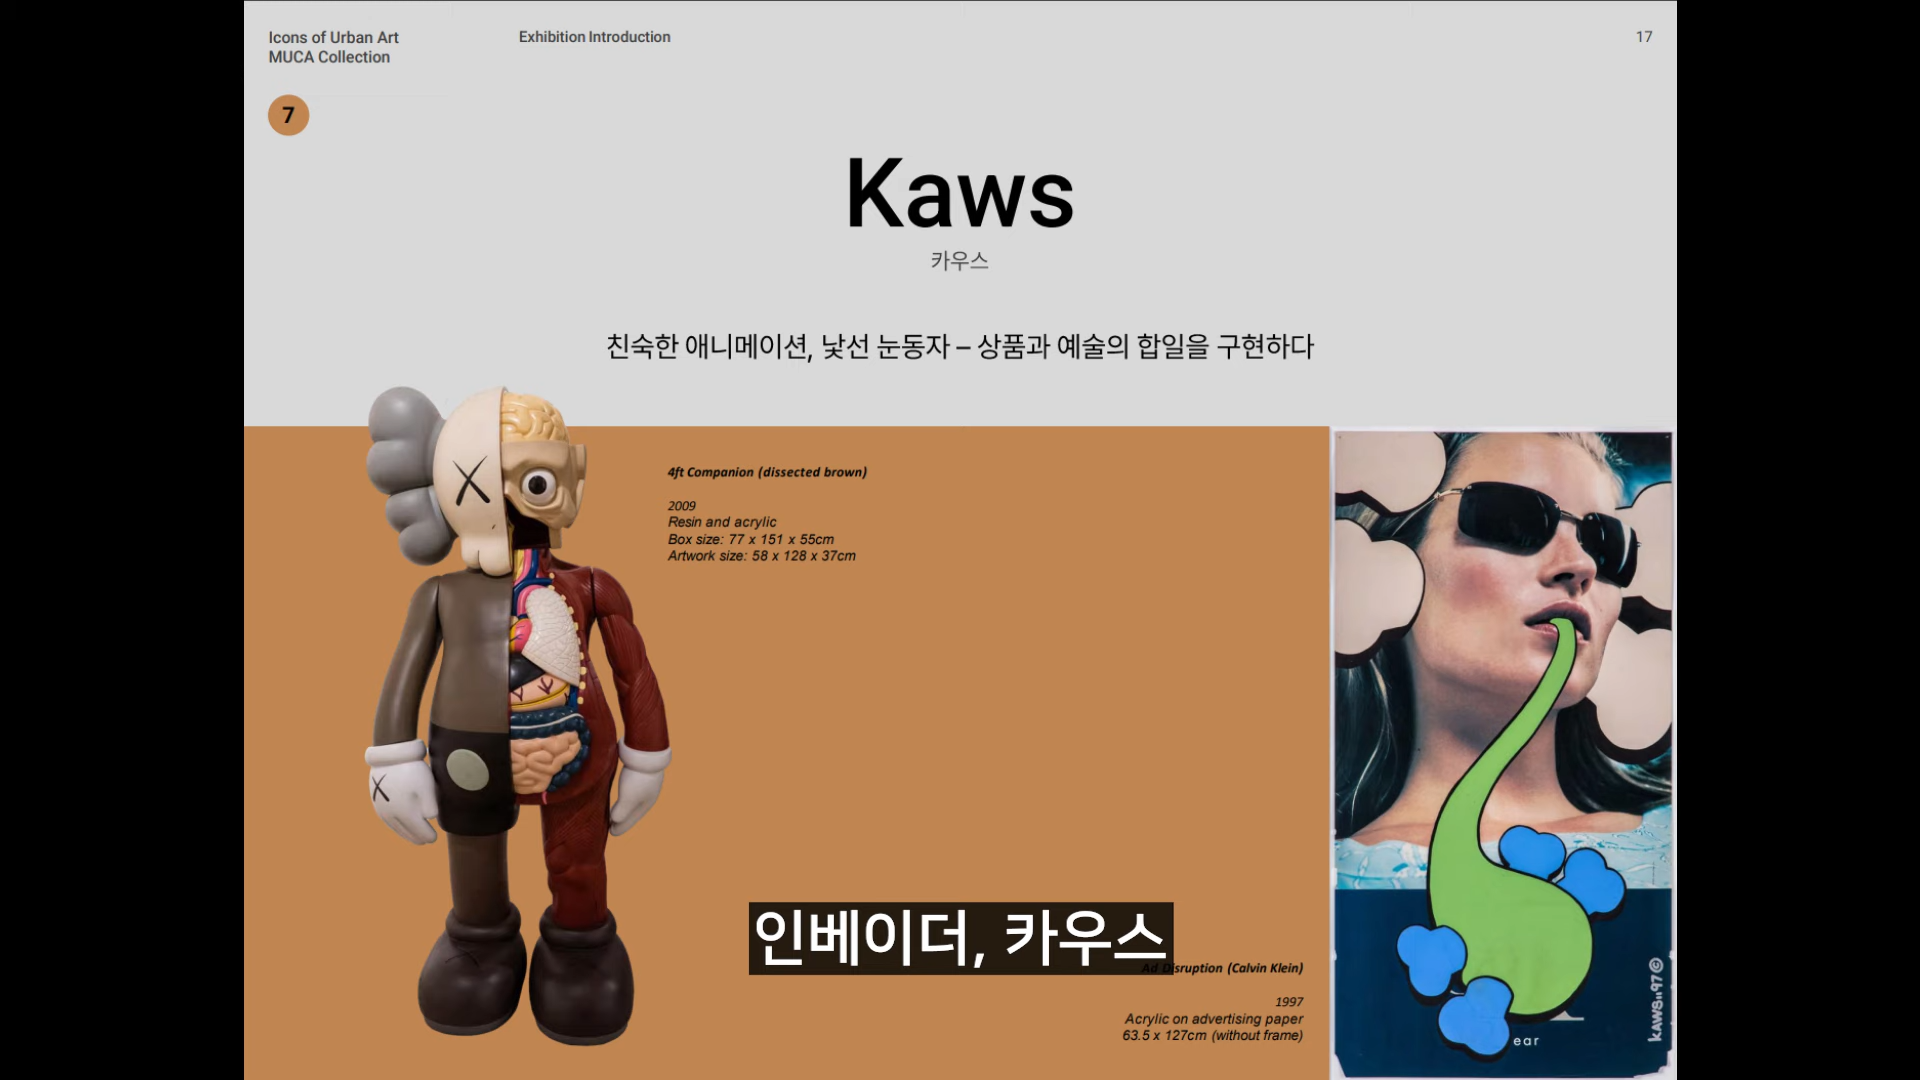 Icons of Urban Art
MUCA Collection
Exhibition Introduction
17
7
Kaws
카우스
친숙한 애니메이션, 낯선 눈동자 – 상품과 예술의 합일을 구현하다
4ft Companion (dissected brown)
2009
Resin and acrylic
Box size: 77 x 151 x 55cm
Artwork size: 58 x 128 x 37cm
인베이더, 카우스
Ad Disruption (Calvin Klein)
1997
Acrylic on advertising paper
63.5 x 127cm (without frame)
ear
KAWS..97©